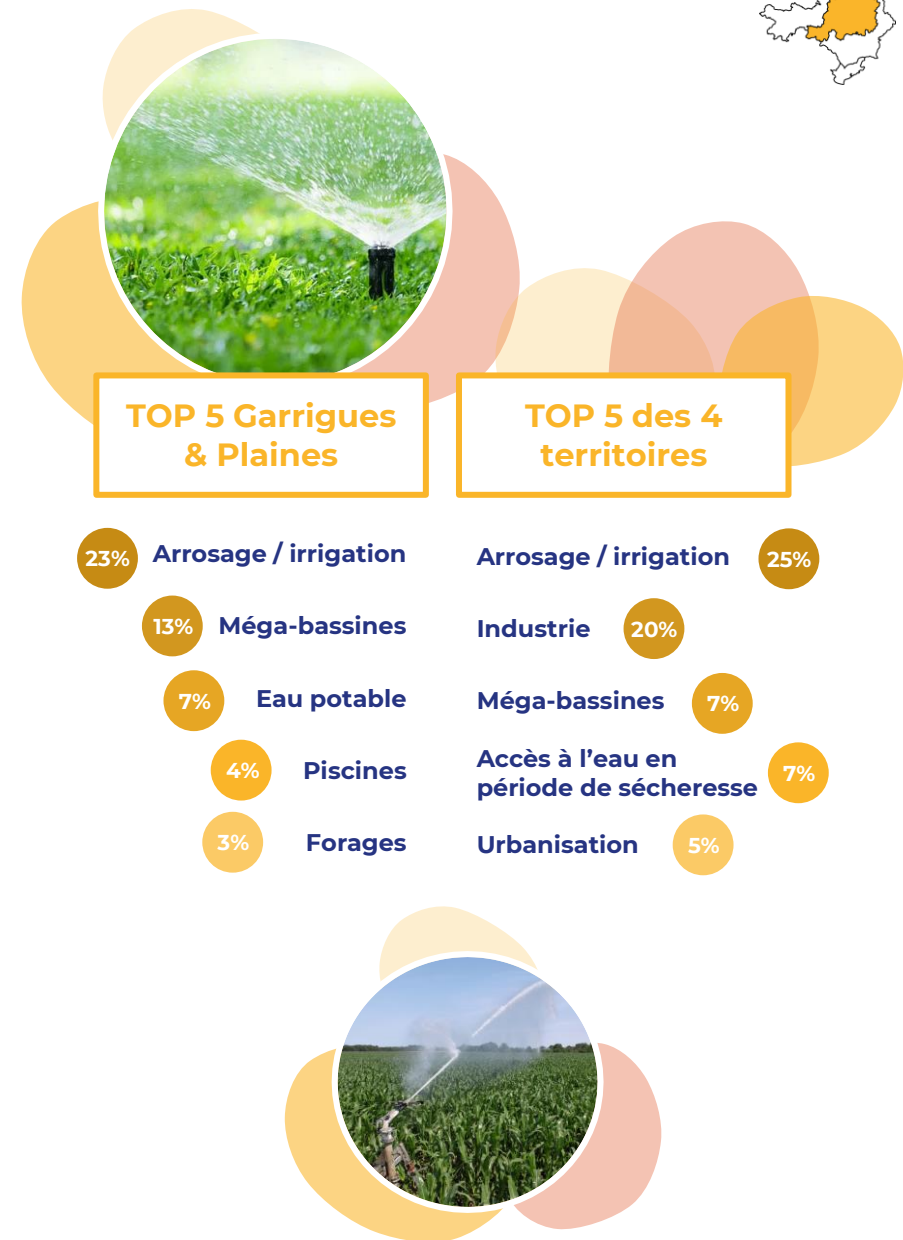 TOP 5 Garrigues
& Plaines
23% Arrosage / irrigation
13% Méga-bassines
7% Eau potable
4% Piscines
3% Forages
TOP 5 des 4
territoires
Arrosage / irrigation 25%
Industrie 20%
Méga-bassines 7%
Accès à l’eau en
période de sécheresse 7%
Urbanisation 5%